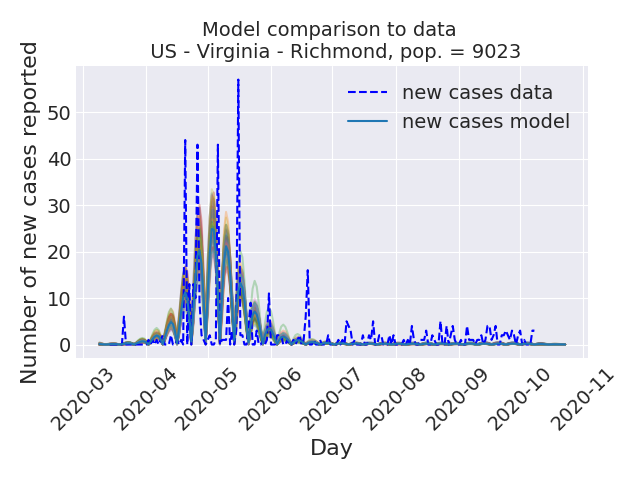 Model comparison to data
US - Virginia - Richmond, pop. = 9023
Number of new cases reported
50
40
30
20
10
0
new cases data
new cases model
2020-03
2020-04
2020-05
2020-06
2020-07
2020-08
2020-09
2020-10
2020-11
Day